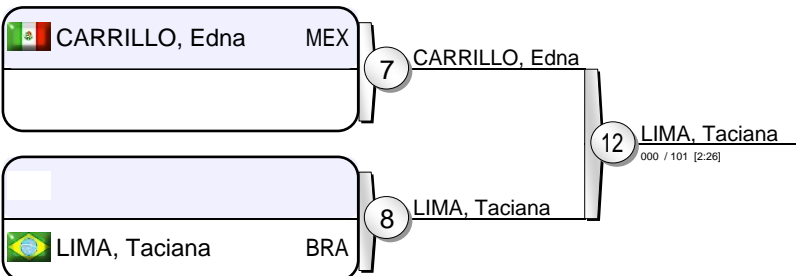 CARRILLO, Edna MEX
7
CARRILLO, Edna
12
LIMA, Taciana
000 / 101 [2:26]
8
LIMA, Taciana
LIMA, Taciana BRA